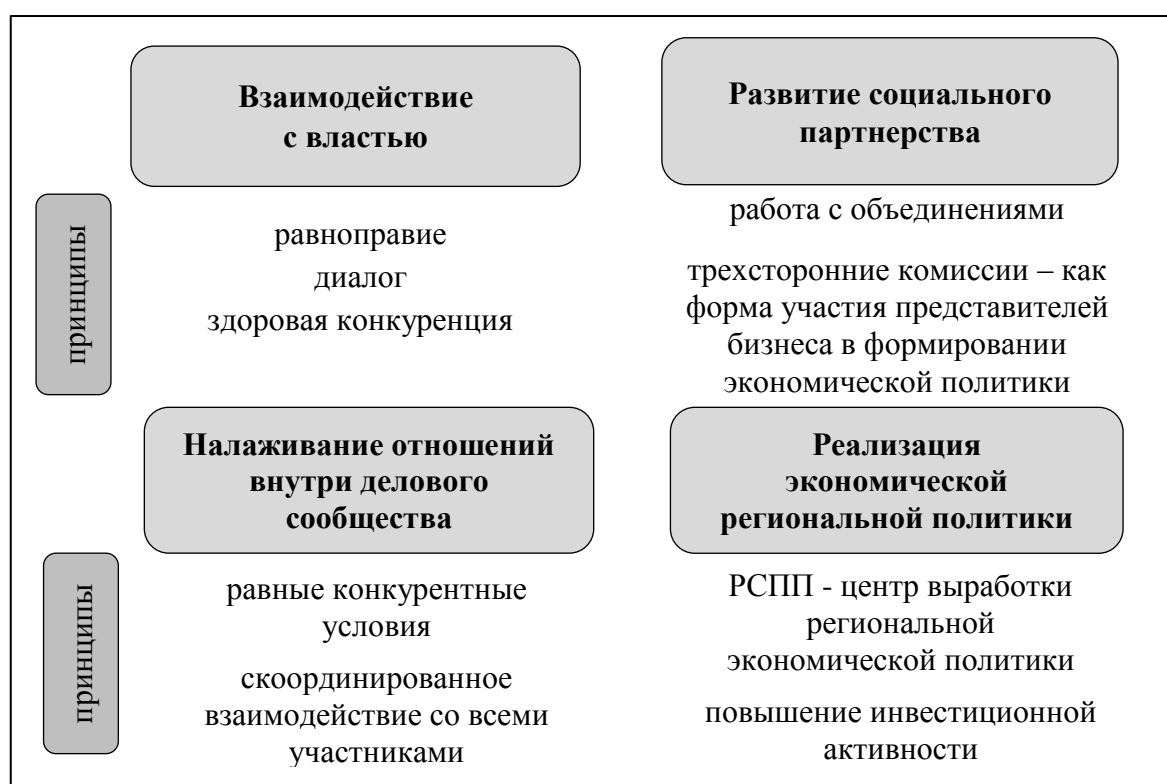 Взаимодействие
с властью
Развитие социального
партнерства
принципы
равноправие
диалог
здоровая конкуренция
работа с объединениями
трехсторонние комиссии – как
форма участия представителей
бизнеса в формировании
экономической политики
Налаживание отношений
внутри делового
сообщества
Реализация
экономической
региональной политики
принципы
равные конкурентные
условия
скоординированное
взаимодействие со всеми
участниками
РСПП - центр выработки
региональной
экономической политики
повышение инвестиционной
активности